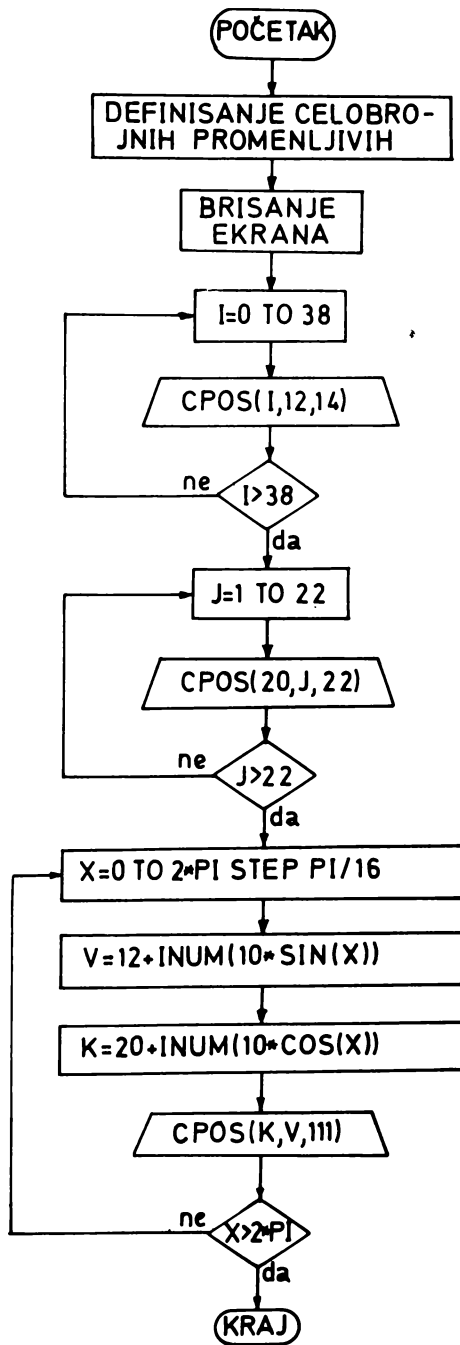 POČETAK
DEFINISANJE CELOBRO-
JNIH PROMENLJIVIH
BRISANJE
EKRANA
I=0 TO 38
CPOS(I,12,14)
ne
I>38
da
J=1 TO 22
CPOS(20,J,22)
ne
J>22
da
X=0 TO 2*PI STEP PI/16
V=12+INUM(10*SIN(X))
K=20+INUM(10*COS(X))
CPOS(K,V,111)
ne
X>2*PI
da
KRAJ